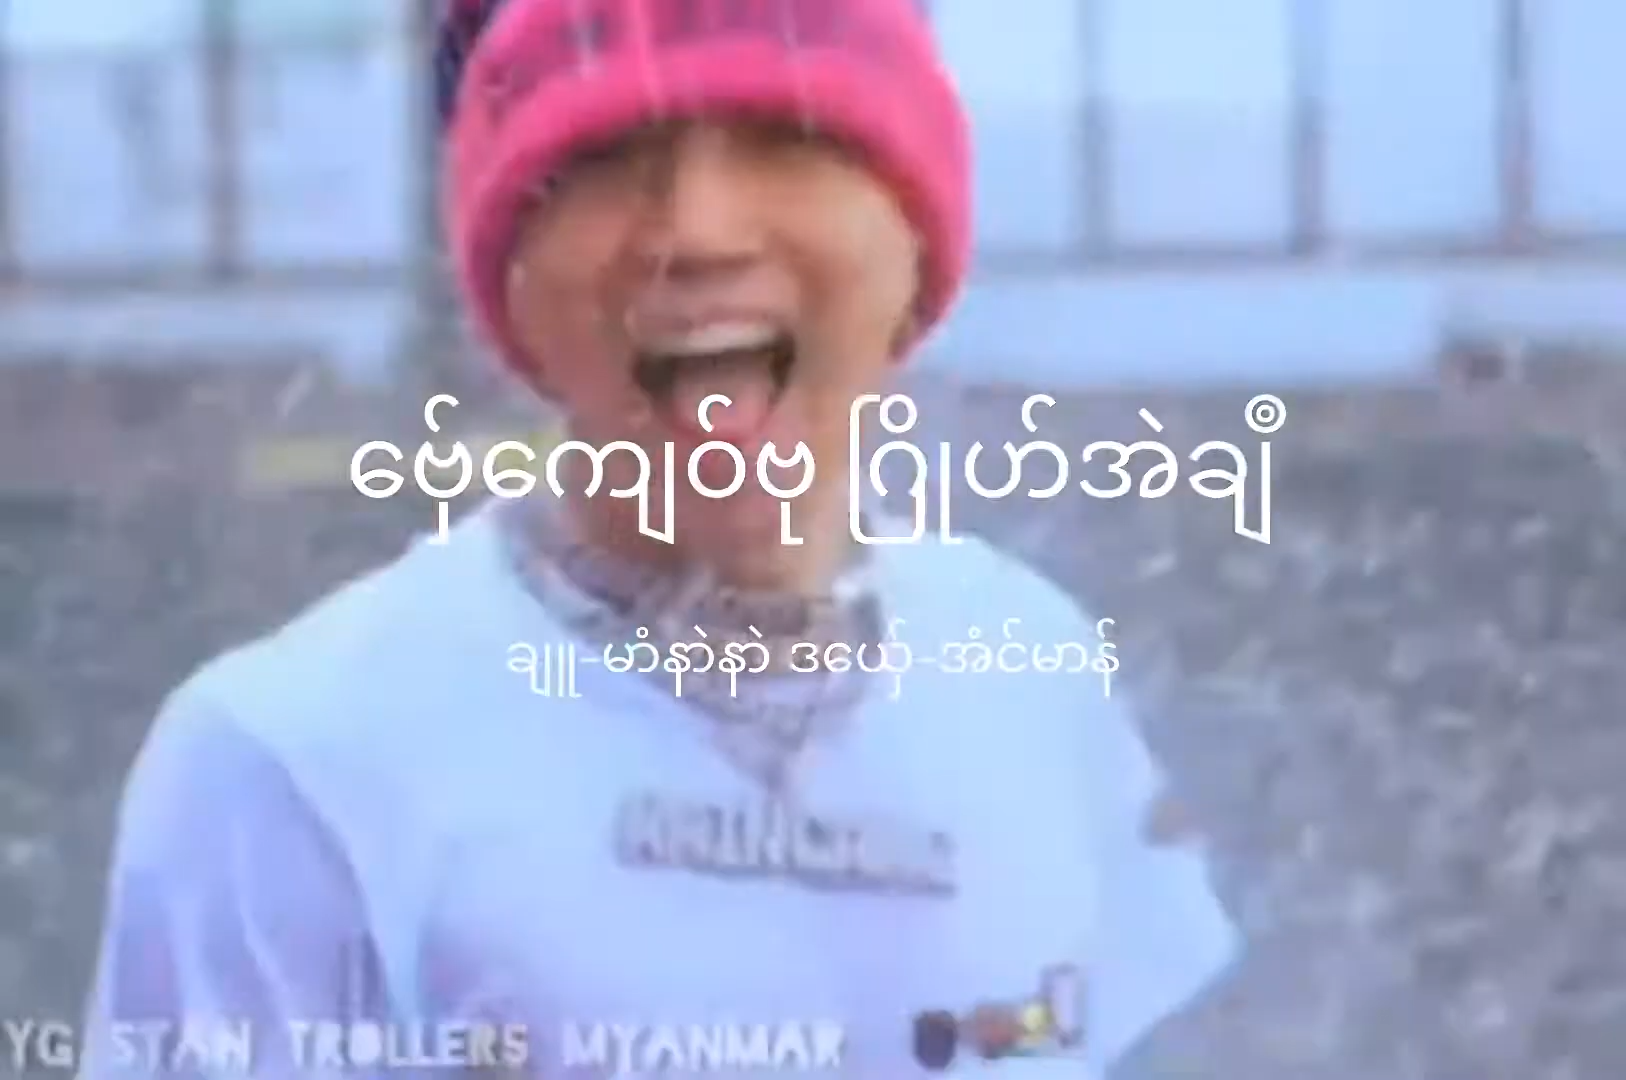 ဗှေ်ကျေဝ်ဗု ဂြိုဟ်အဲချီံ
ချူ-မာံနာဲနာဲ ဒယှေ်-အံင်မာန်
YG STAN TROLLERS MYANMAR